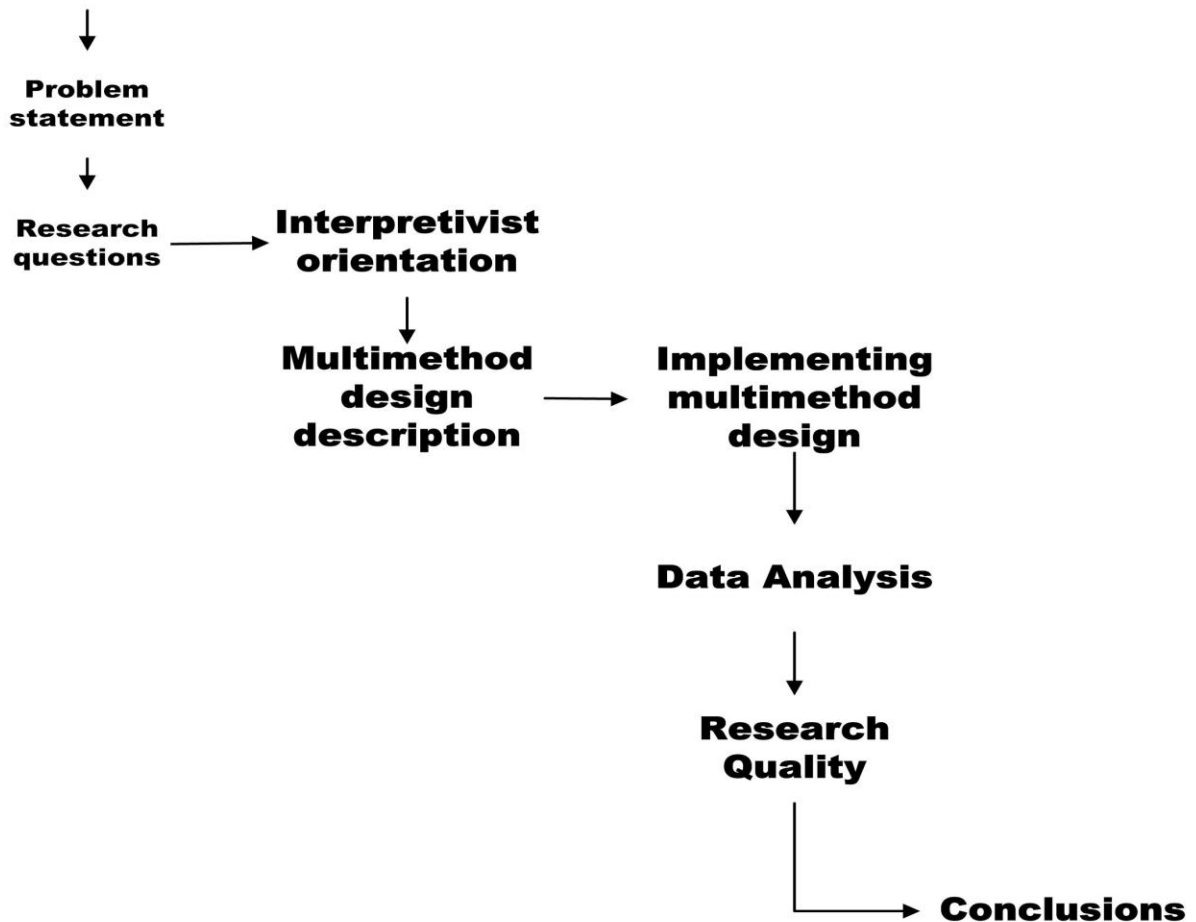 Problem
statement
Research
questions
Interpretivist
orientation
Multimethod
design
description
Implementing
multimethod
design
Data Analysis
Research
Quality
Conclusions